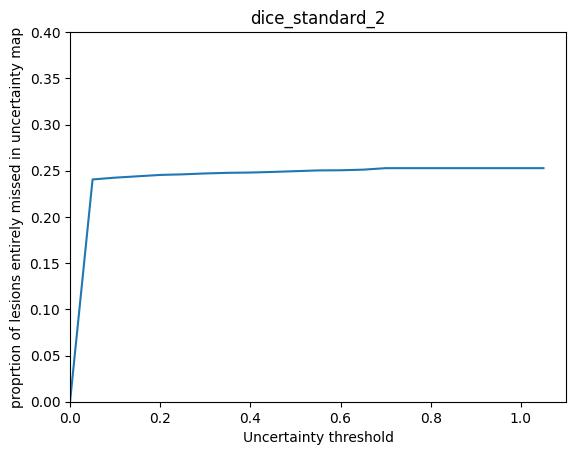 dice_standard_2
proprtion of lesions entirely missed in uncertainty map
0.40
0.35
0.30
0.25
0.20
0.15
0.10
0.05
0.00
0.0 0.2 0.4 0.6 0.8 1.0
Uncertainty threshold